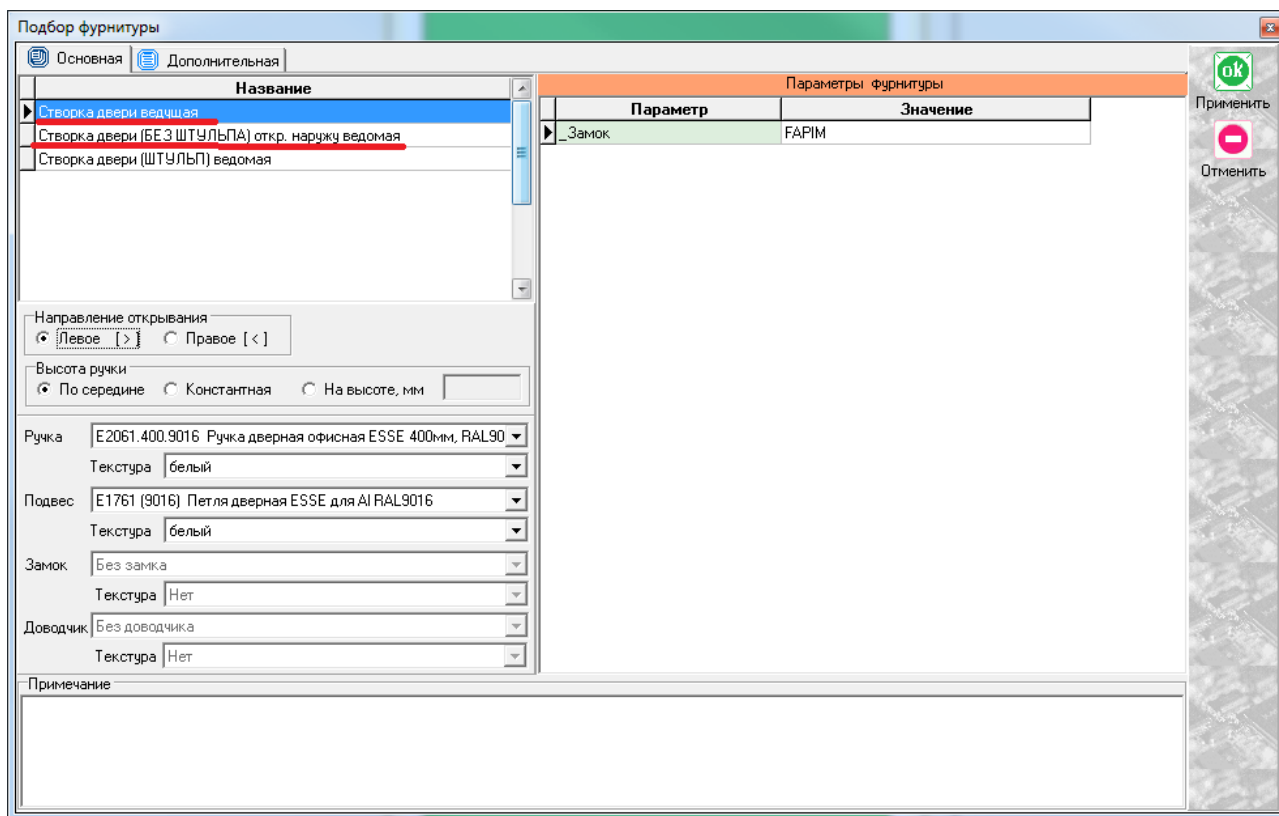 Подбор фурнитуры
Основная
Дополнительная
Название
Створка двери ведущая
Створка двери (БЕЗ ШТУЛЬПА) откр. наружу ведомая
Створка двери (ШТУЛЬП) ведомая
Параметры фурнитуры
Параметр Значение
_Замок FAPIM
ok
Применить
Отменить
Направление открывания
Левое [>] Правое [<]
Высота ручки
По середине Константная На высоте, мм
Ручка E2061.400.9016 Ручка дверная офисная ESSE 400мм, RAL90
Текстура белый
Подвес E1761 (9016) Петля дверная ESSE для Al RAL9016
Текстура белый
Замок Без замка
Текстура Нет
Доводчик Без доводчика
Текстура Нет
Примечание